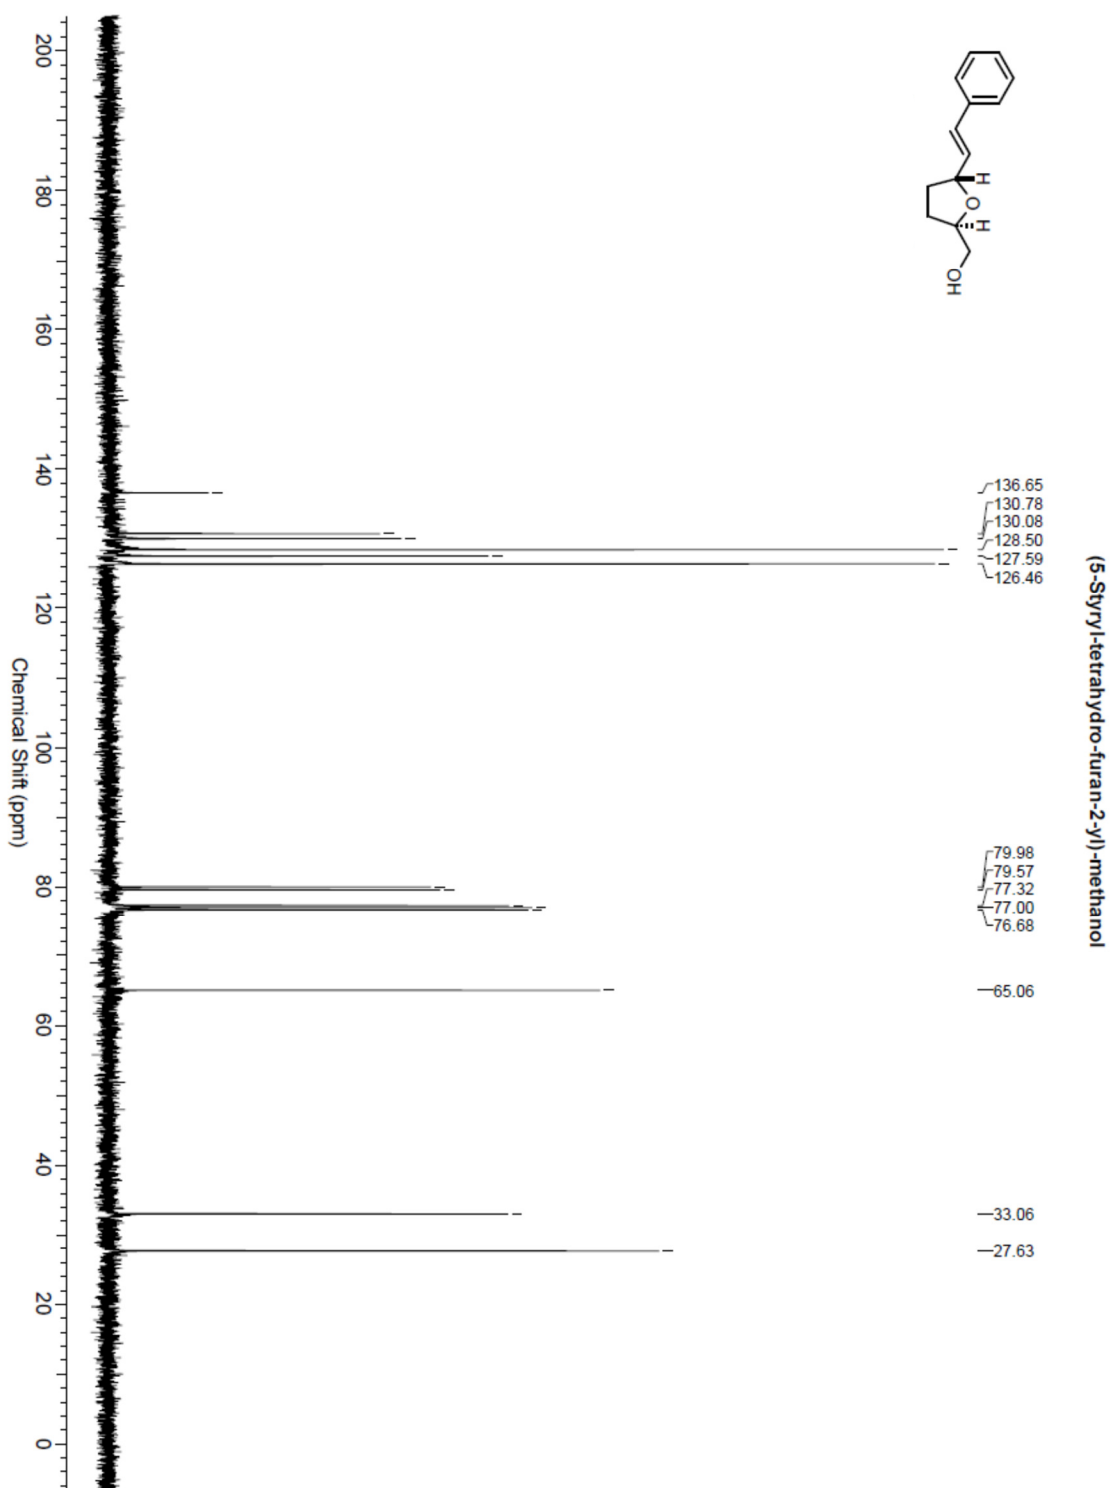 (5-Styryl-tetrahydro-furan-2-yl)-methanol
H
O
H
OH
136.65
130.78
130.08
128.50
127.59
126.46
79.98
79.57
77.32
77.00
76.68
65.06
33.06
27.63
200 180 160 140 120 100 80 60 40 20 0
Chemical Shift (ppm)